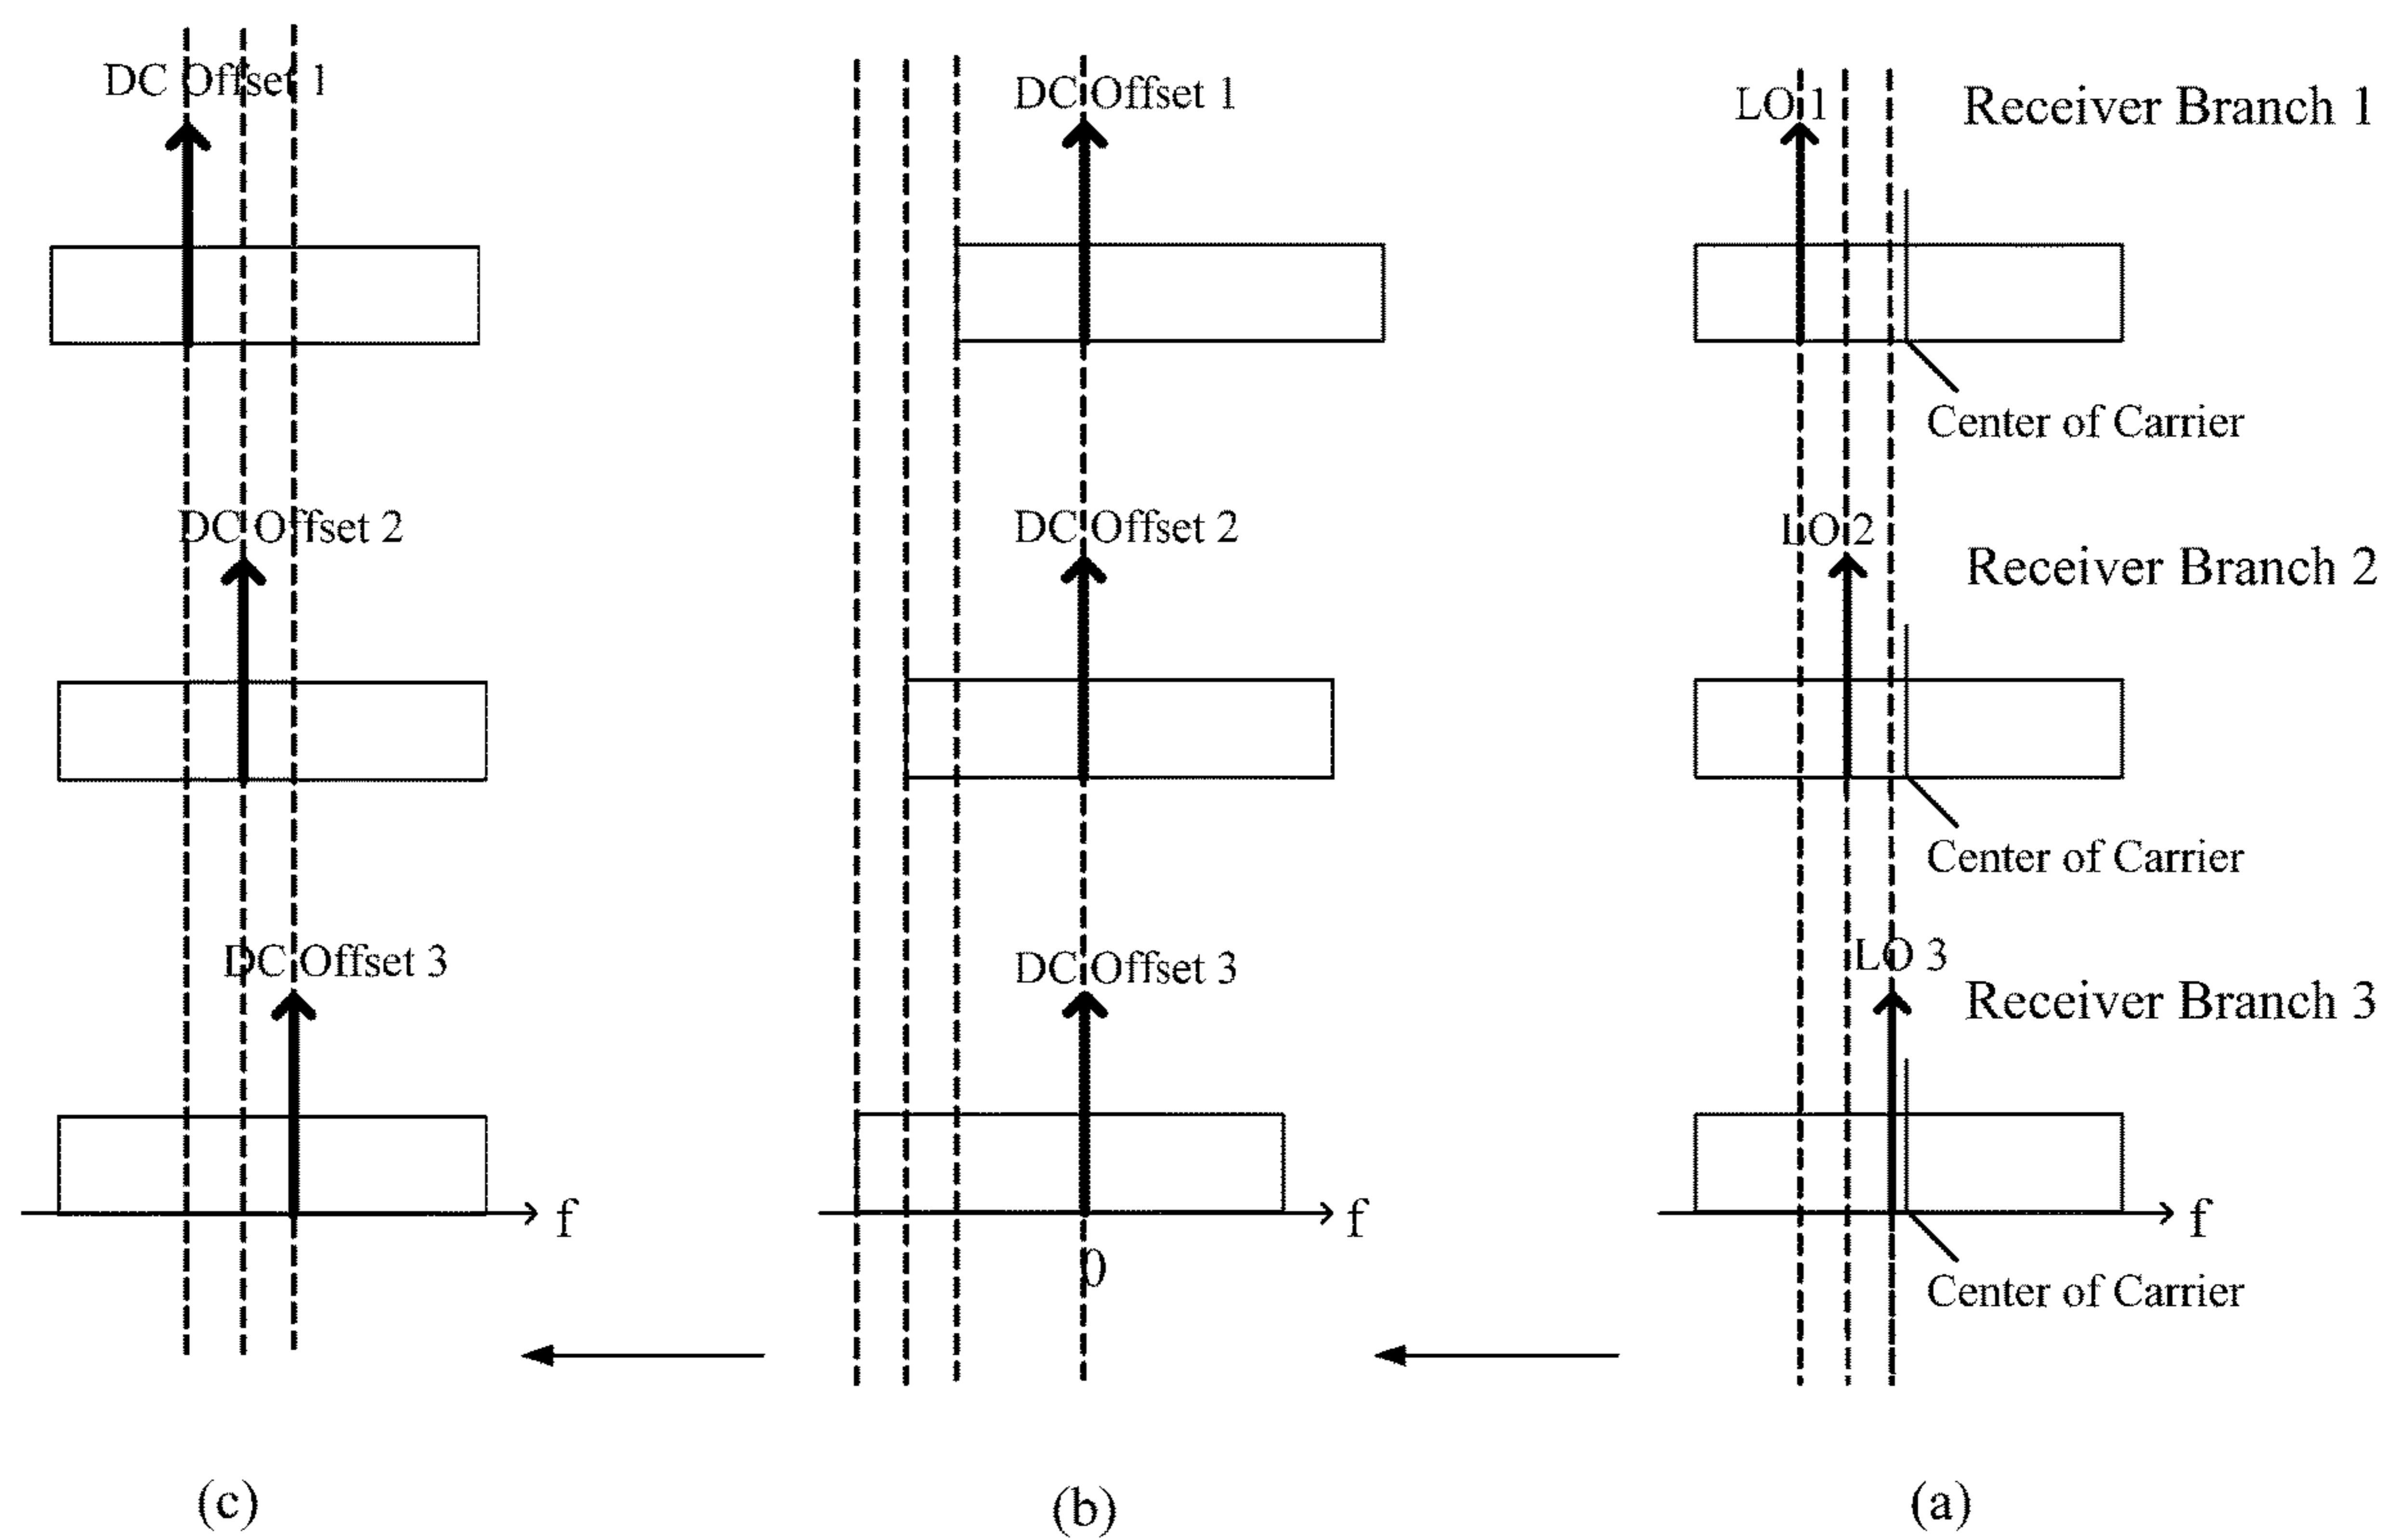 DC Offset 1
DC Offset 1
LO 1
Receiver Branch 1
Center of Carrier
DC Offset 2
DC Offset 2
LO 2
Receiver Branch 2
Center of Carrier
DC Offset 3
DC Offset 3
LO 3
Receiver Branch 3
f
f
f
0
Center of Carrier
(c)
(b)
(a)